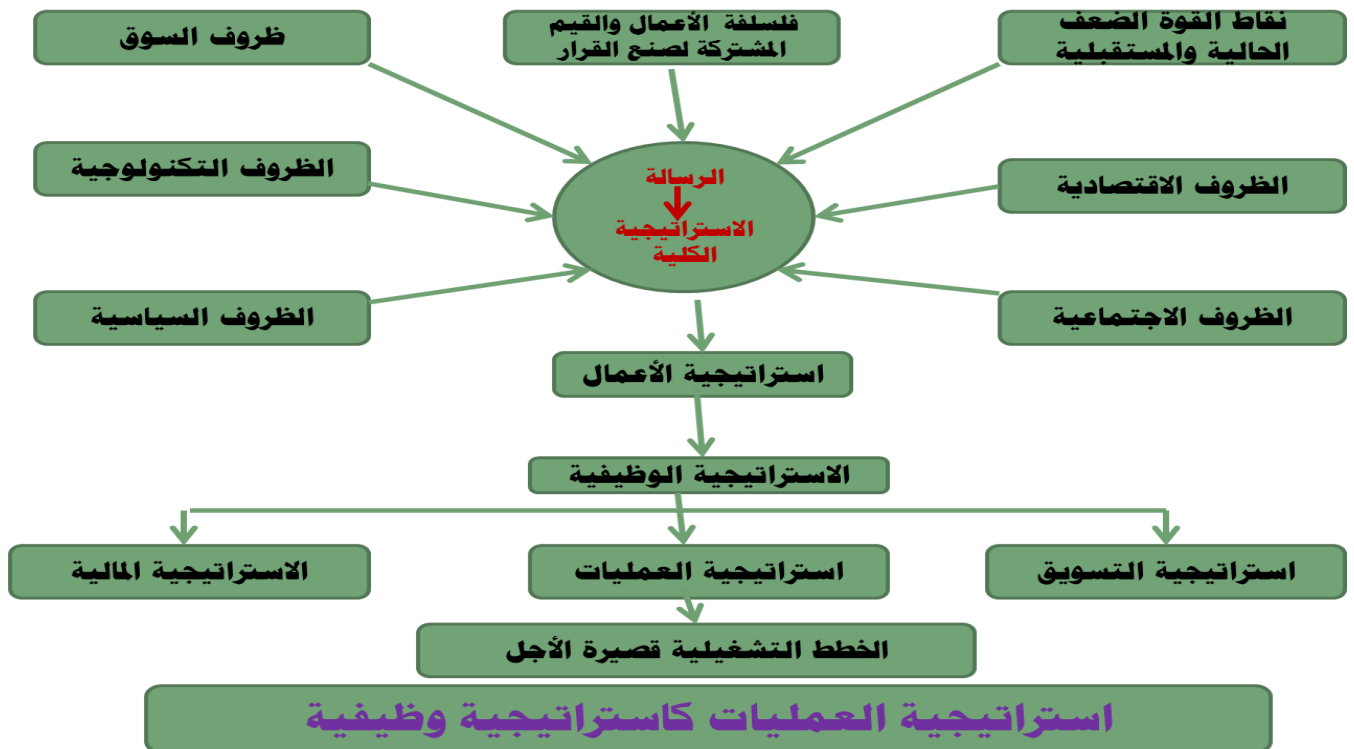 نقاط القوة الضعف
الحالية والمستقبلية
فلسلفة الأعمال والقيم
المشتركة لصنع القرار
ظروف السوق
الظروف الاقتصادية
الرسالة
الاستراتيجية
الكلية
الظروف التكنولوجية
الظروف الاجتماعية
الظروف السياسية
استراتيجية الأعمال
الاستراتيجية الوظيفية
استراتيجية التسويق
استراتيجية العمليات
الاستراتيجية المالية
الخطط التشغيلية قصيرة الأجل
استراتيجية العمليات كاستراتيجية وظيفية